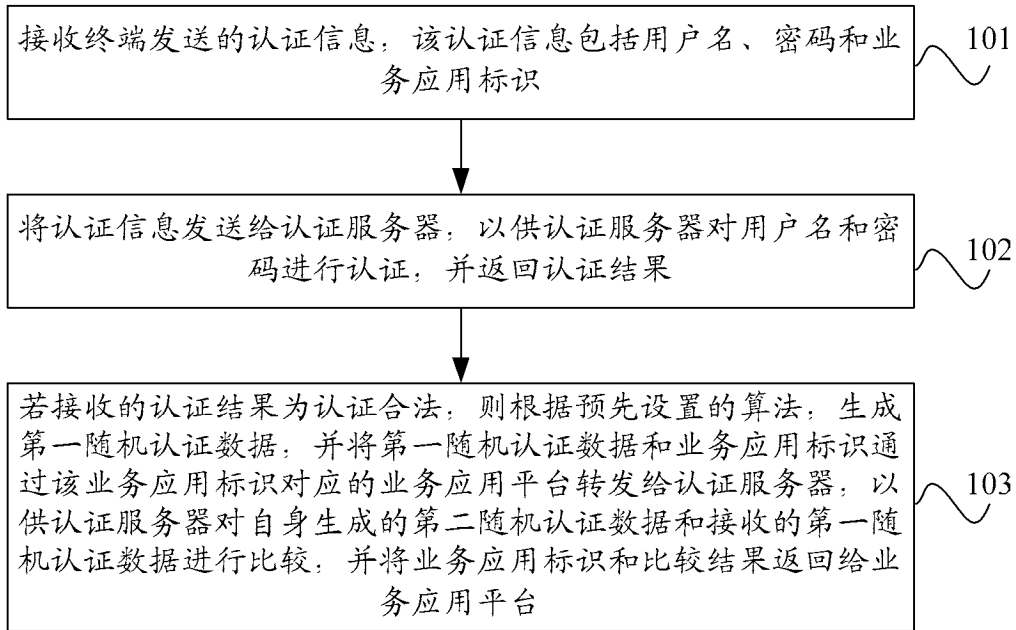 接收终端发送的认证信息，该认证信息包括用户名、密码和业
务应用标识
101
将认证信息发送给认证服务器，以供认证服务器对用户名和密
码进行认证，并返回认证结果
102
若接收的认证结果为认证合法，则根据预先设置的算法，生成
第一随机认证数据，并将第一随机认证数据和业务应用标识通
过该业务应用标识对应的业务应用平台转发给认证服务器，以
供认证服务器对自身生成的第二随机认证数据和接收的第一随
机认证数据进行比较，并将业务应用标识和比较结果返回给业
务应用平台
103